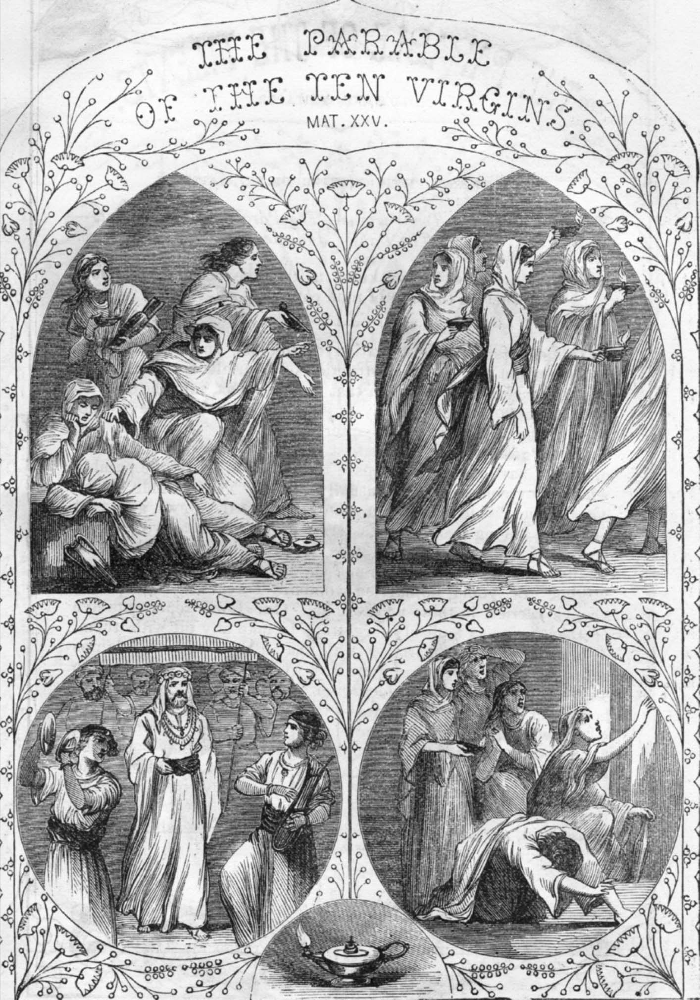 THE PARABLE
OF THE TEN VIRGINS.
MAT. XXV.